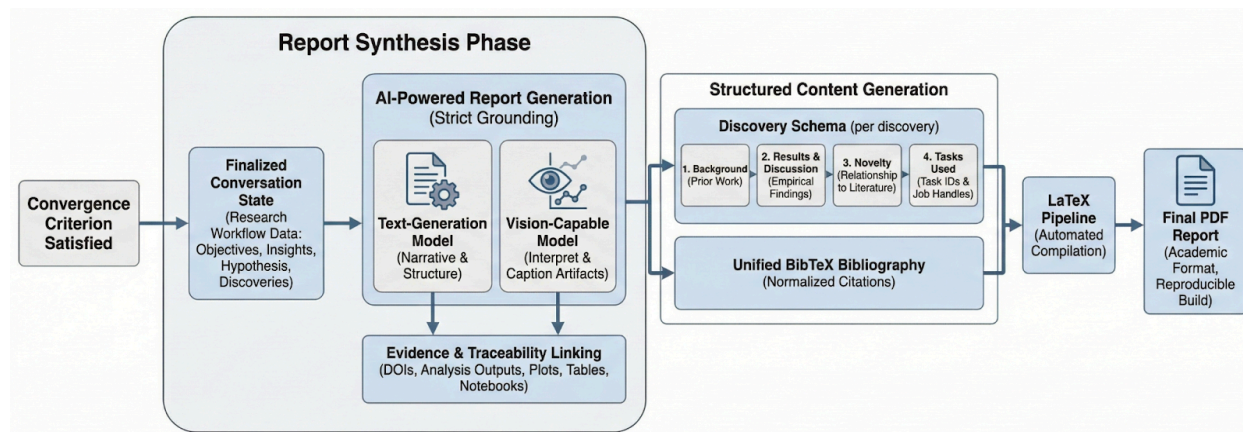 Report Synthesis Phase
Convergence
Criterion
Satisfied
Finalized
Conversation
State
(Research
Workflow Data:
Objectives, Insights,
Hypothesis,
Discoveries)
AI-Powered Report Generation
(Strict Grounding)
Text-Generation
Model
(Narrative &
Structure)
Vision-Capable
Model
(Interpret &
Caption Artifacts)
Evidence & Traceability Linking
(DOIs, Analysis Outputs, Plots, Tables,
Notebooks)
Structured Content Generation
Discovery Schema (per discovery)
1. Background
(Prior Work)
2. Results &
Discussion
(Empirical
Findings)
3. Novelty
(Relationship
to Literature)
4. Tasks
Used
(Task IDs &
Job Handles)
Unified BibTeX Bibliography
(Normalized Citations)
LaTeX
Pipeline
(Automated
Compilation)
Final PDF
Report
(Academic
Format,
Reproducible
Build)